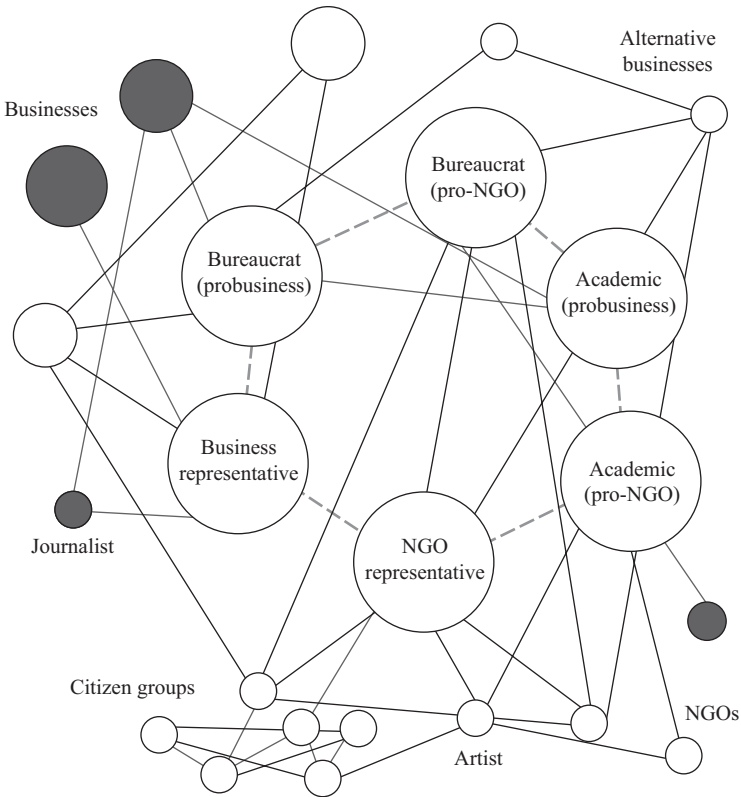 Alternative
businesses
Businesses
Bureaucrat
(pro-NGO)
Bureaucrat
(probusiness)
Academic
(probusiness)
Business
representative
Academic
(pro-NGO)
Journalist
NGO
representative
Citizen groups
NGOs
Artist